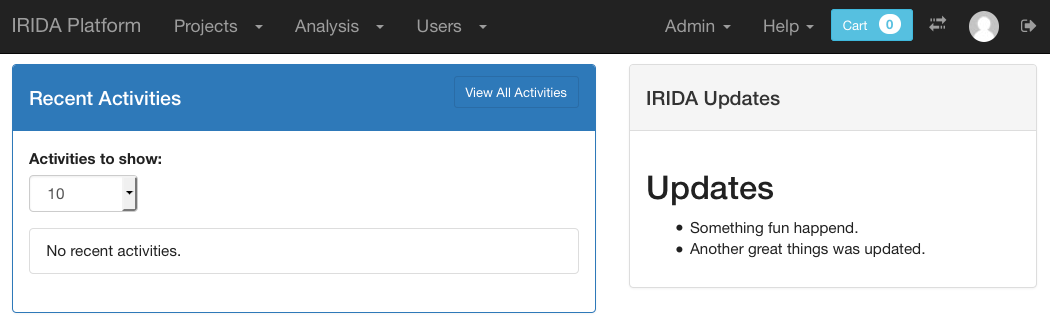 IRIDA Platform Projects Analysis Users Admin Help Cart 0
Recent Activities View All Activities
Activities to show:
10
No recent activities.
IRIDA Updates
Updates
Something fun happend.
Another great things was updated.